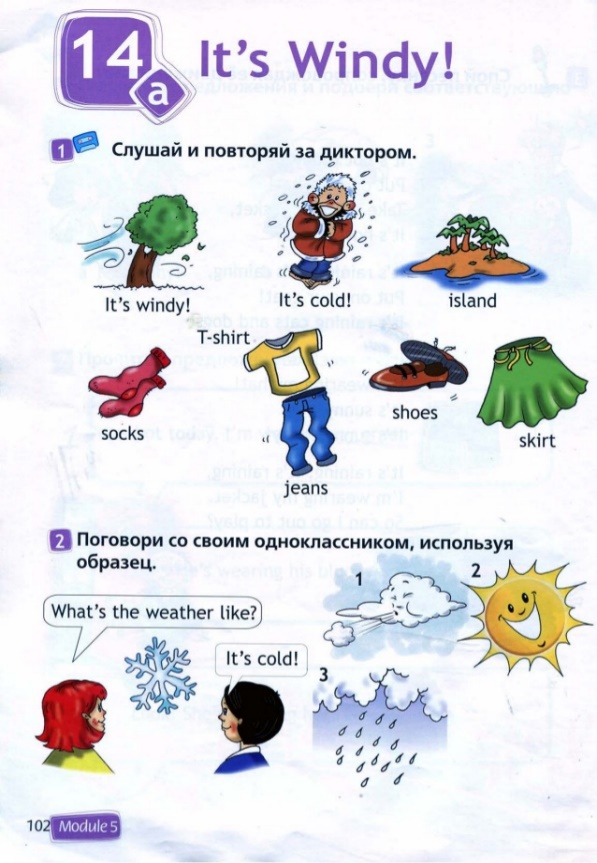 14
a
It's Windy!
1
Слушай и повторяй за диктором.
It's windy!
It's cold!
island
T-shirt
socks
jeans
shoes
skirt
2
Поговори со своим одноклассником, используя
образец.
What's the weather like?
It's cold!
1
2
3
102 Module 5